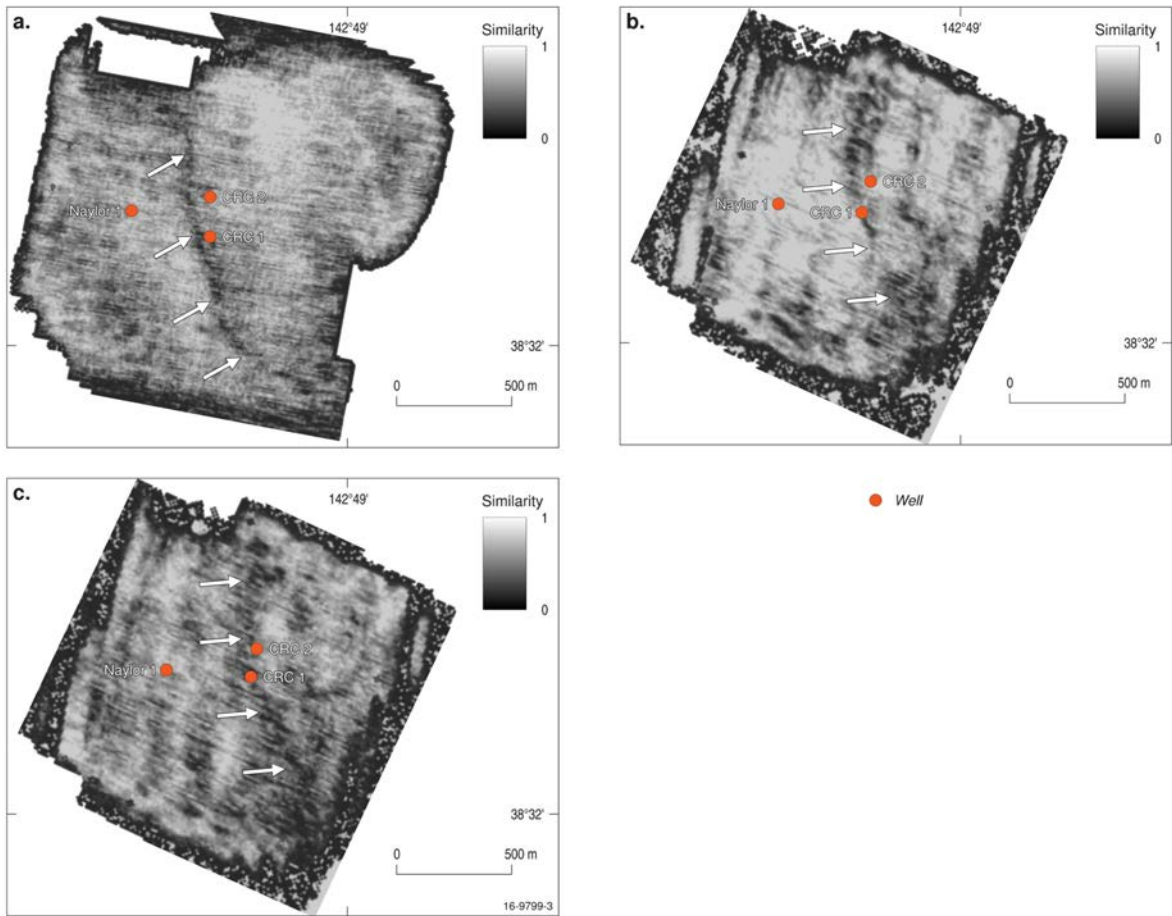 a.
142°49'
Similarity
1
0
CRC 2
Naylor 1
CRC 1
38°32'
0
500 m
b.
142°49'
Similarity
1
0
CRC 2
Naylor 1
CRC 1
38°32'
0
500 m
c.
142°49'
Similarity
1
0
CRC 2
Naylor 1
CRC 1
38°32'
0
500 m
16-9799-3
Well